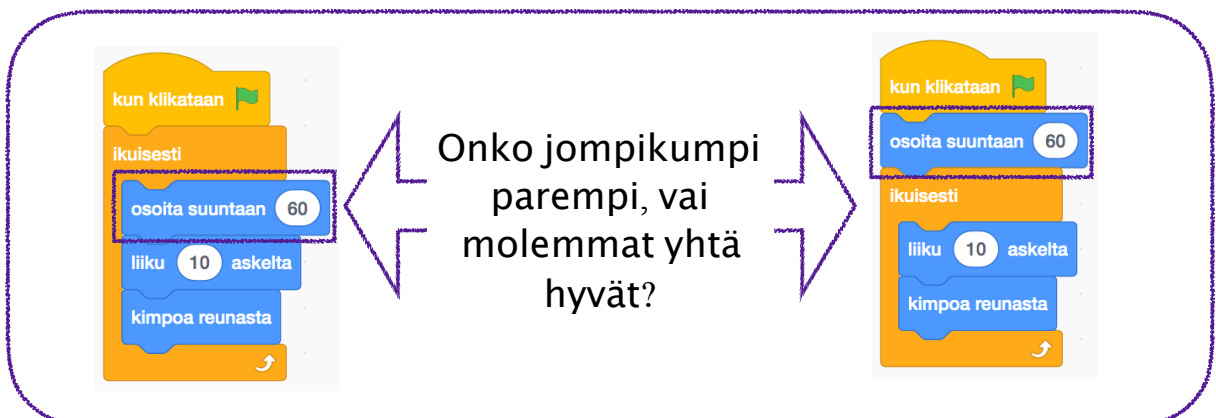 kun klikataan
ikuisesti
osoita suuntaan 60
liiku 10 askelta
kimpoa reunasta
Onko jompikumpi
parempi, vai
molemmat yhtä
hyvät?
kun klikataan
osoita suuntaan 60
ikuisesti
liiku 10 askelta
kimpoa reunasta